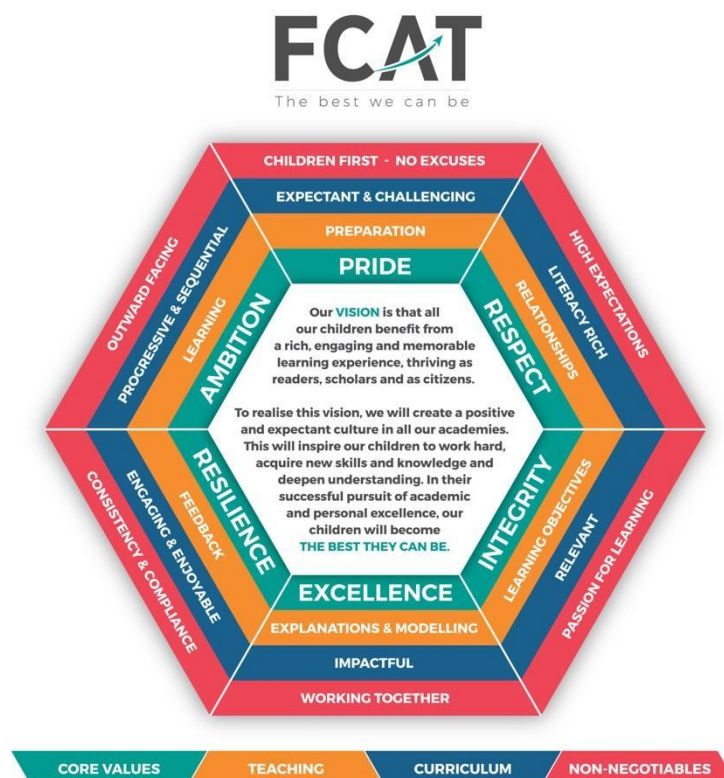 FCAT
The best we can be
CHILDREN FIRST - NO EXCUSES
EXPECTANT & CHALLENGING
PREPARATION
PRIDE
HIGH EXPECTATIONS
LITERACY RICH
RELATIONSHIPS
RESPECT
PASSION FOR LEARNING
RELEVANT
LEARNING OBJECTIVES
INTEGRITY
WORKING TOGETHER
IMPACTFUL
EXPLANATIONS & MODELLING
EXCELLENCE
CONSISTENCY & COMPLIANCE
ENGAGING & ENJOYABLE
FEEDBACK
RESILIENCE
OUTWARD FACING
PROGRESSIVE & SEQUENTIAL
LEARNING
AMBITION
Our VISION is that all
our children benefit from
a rich, engaging and memorable
learning experience, thriving as
readers, scholars and as citizens.
To realise this vision, we will create a positive
and expectant culture in all our academies.
This will inspire our children to work hard,
acquire new skills and knowledge and
deepen understanding. In their
successful pursuit of academic
and personal excellence, our
children will become
THE BEST THEY CAN BE.
CORE VALUES
TEACHING
CURRICULUM
NON-NEGOTIABLES